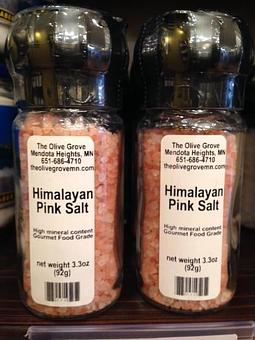 The Olive Grove
Mendota Heights, MN
651-686-4710
theolivegrovemn.com
Himalayan
Pink Salt
High mineral content
Gourmet Food Grade
net weight 3.3oz
(92g)
The Olive Grove
Mendota Heights, MN
651-686-4710
theolivegrovemn.com
Himalayan
Pink Salt
High mineral content
Gourmet Food Grade
net weight 3.3oz
(92g)